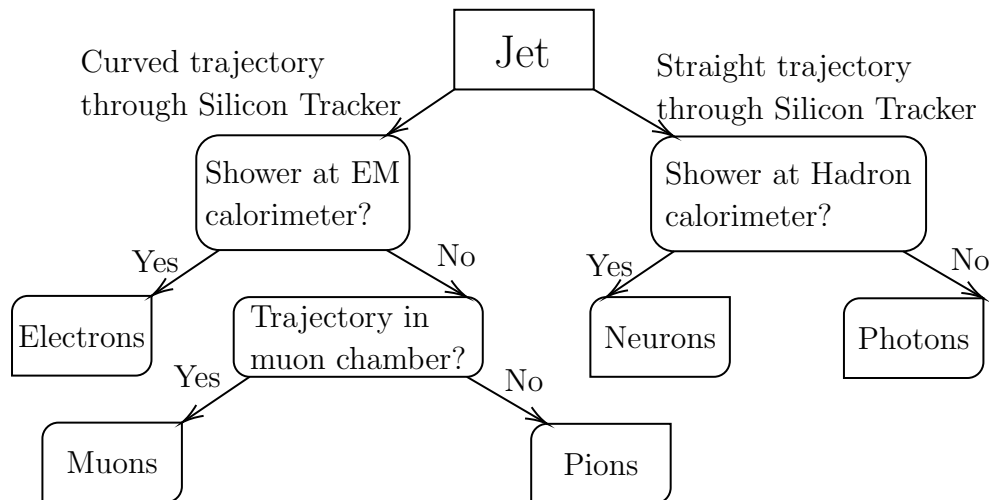 Jet
Curved trajectory
through Silicon Tracker
Straight trajectory
through Silicon Tracker
Shower at EM
calorimeter?
Shower at Hadron
calorimeter?
Yes
No
Yes
No
Electrons
Trajectory in
muon chamber?
Neurons
Photons
Yes
No
Muons
Pions